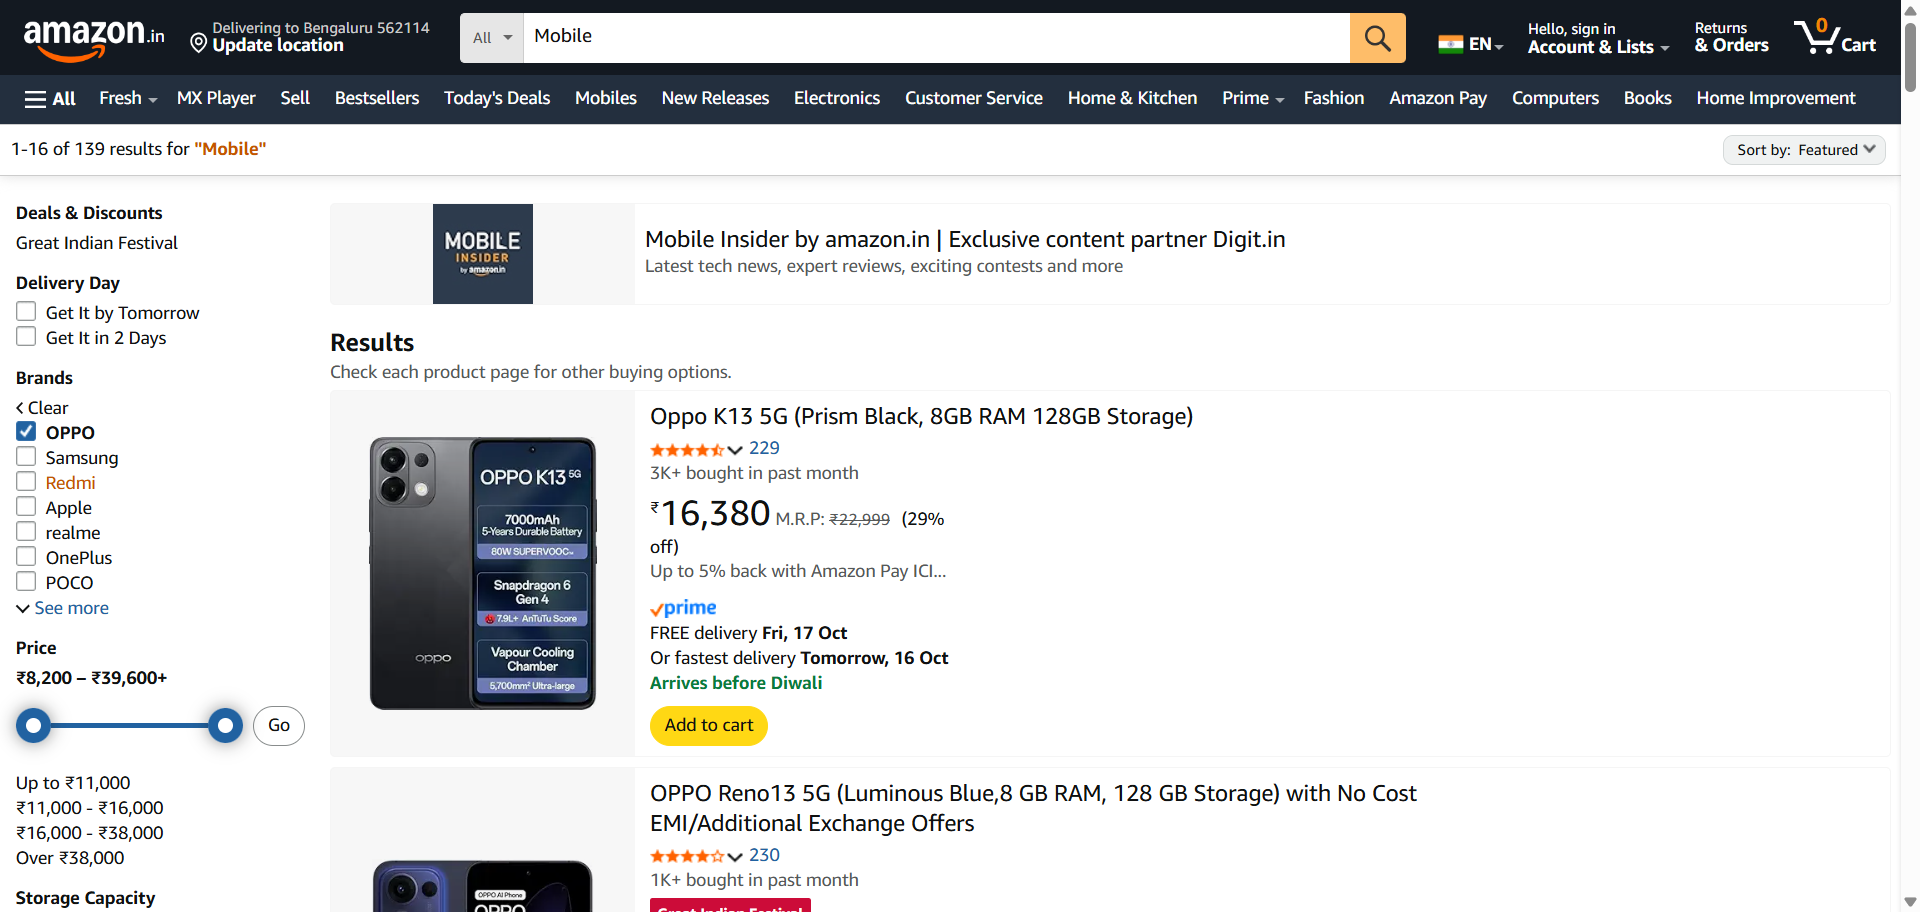 amazon.in
Delivering to Bengaluru 562114
Update location
All
Mobile
EN
Hello, sign in
Account & Lists
Returns
& Orders
0
Cart
All
Fresh
MX Player
Sell
Bestsellers
Today's Deals
Mobiles
New Releases
Electronics
Customer Service
Home & Kitchen
Prime
Fashion
Amazon Pay
Computers
Books
Home Improvement
1-16 of 139 results for "Mobile"
Sort by: Featured
Deals & Discounts
Great Indian Festival
Delivery Day
Get It by Tomorrow
Get It in 2 Days
Brands
Clear
OPPO
Samsung
Redmi
Apple
realme
OnePlus
POCO
See more
Price
₹8,200 – ₹39,600+
Go
Up to ₹11,000
₹11,000 - ₹16,000
₹16,000 - ₹38,000
Over ₹38,000
Storage Capacity
MOBILE
INSIDER
by amazon.in
Mobile Insider by amazon.in | Exclusive content partner Digit.in
Latest tech news, expert reviews, exciting contests and more
Results
Check each product page for other buying options.
OPPO K13 5G
7000mAh
5-Years Durable Battery
80W SUPERVOOC
Snapdragon 6
Gen 4
7.9L+ AnTuTu Score
Vapour Cooling
Chamber
5,700mm² Ultra-large
oppo
Oppo K13 5G (Prism Black, 8GB RAM 128GB Storage)
229
3K+ bought in past month
₹16,380 M.R.P: ₹22,999 (29%
off)
Up to 5% back with Amazon Pay ICI...
prime
FREE delivery Fri, 17 Oct
Or fastest delivery Tomorrow, 16 Oct
Arrives before Diwali
Add to cart
OPPO AI Phone
OPPO
OPPO Reno13 5G (Luminous Blue,8 GB RAM, 128 GB Storage) with No Cost
EMI/Additional Exchange Offers
230
1K+ bought in past month
Great Indian Festival